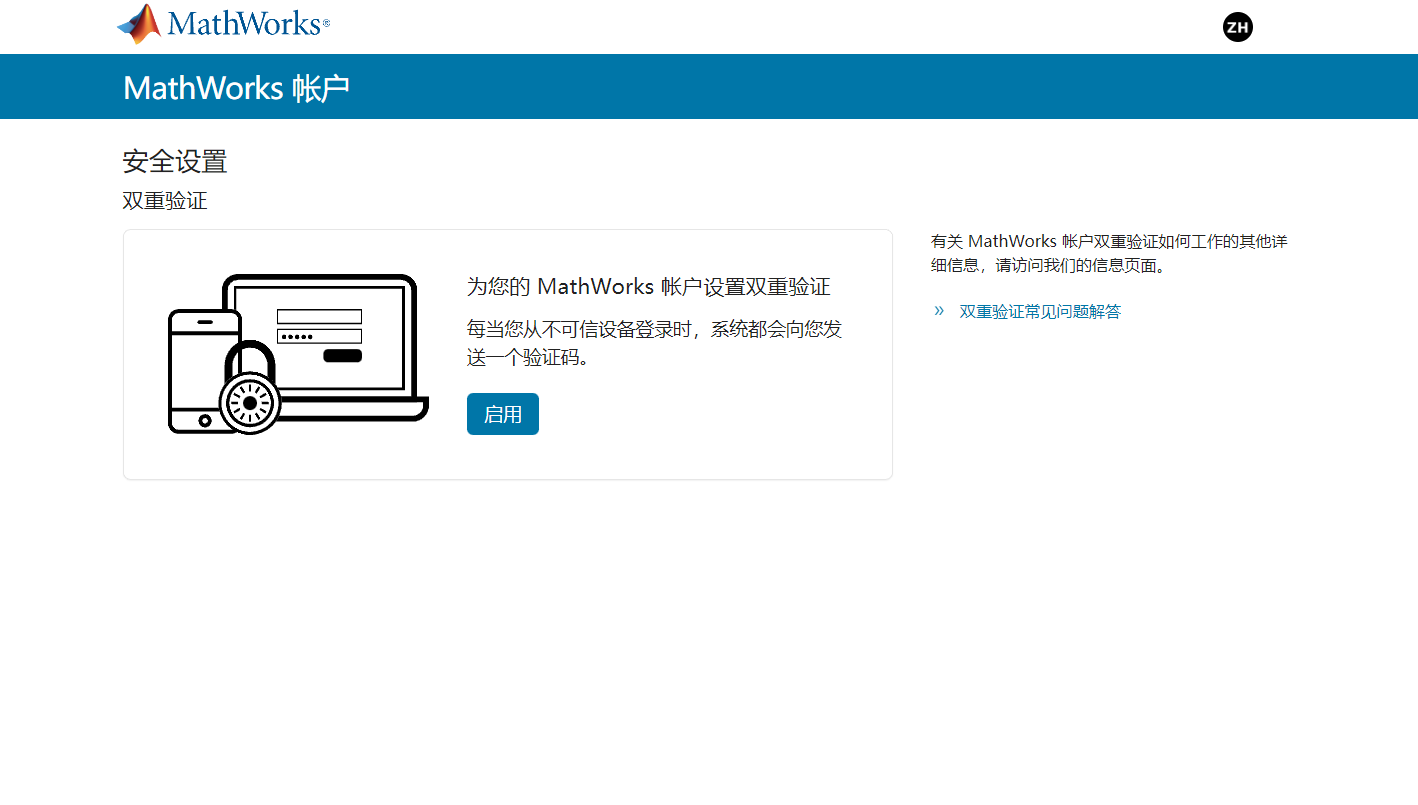 MathWorks®
ZH
MathWorks 帐户
安全设置
双重验证
为您的 MathWorks 帐户设置双重验证
每当您从不可信设备登录时，系统都会向您发
送一个验证码。
启用
有关 MathWorks 帐户双重验证如何工作的其他详
细信息，请访问我们的信息页面。
» 双重验证常见问题解答